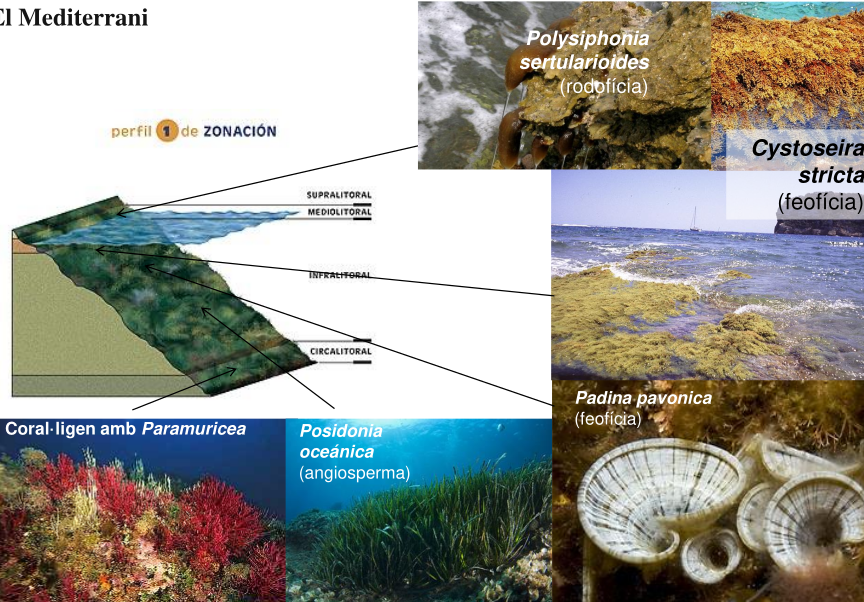 El Mediterrani
Polysiphonia
sertularioides
(rodofícia)
Cystoseira
stricta
(feofícia)
perfil 1 de ZONACIÓN
SUPRALITORAL
MEDIOLITORAL
INFRALITORAL
CIRCALITORAL
Padina pavonica
(feofícia)
Coral·ligen amb Paramuricea
Posidonia
oceánica
(angiosperma)